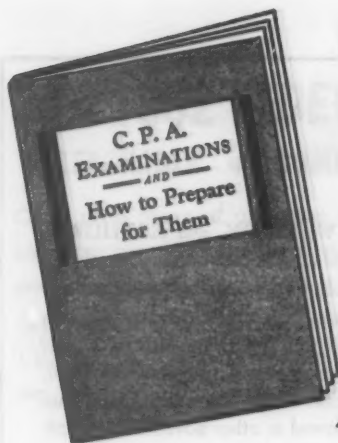 C. P. A.
EXAMINATIONS
AND
How to Prepare
for Them